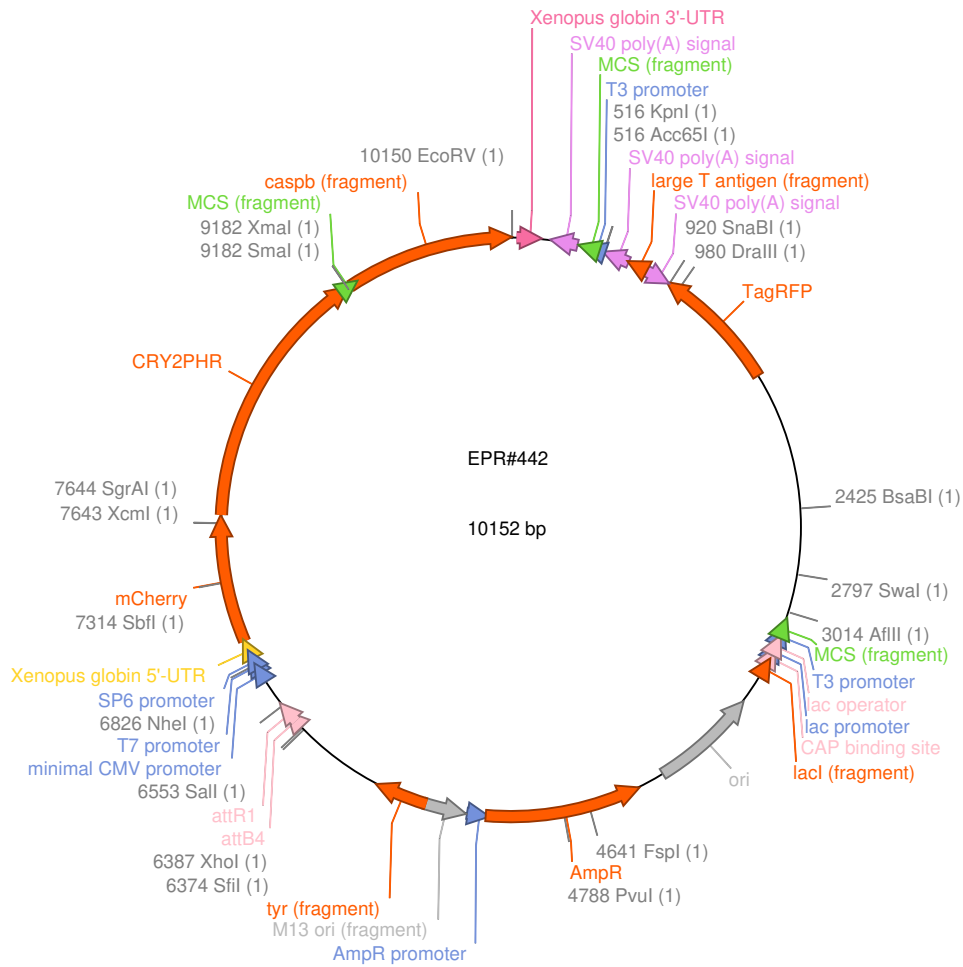 Xenopus globin 3'-UTR
SV40 poly(A) signal
MCS (fragment)
T3 promoter
516 KpnI (1)
516 Acc65I (1)
SV40 poly(A) signal
large T antigen (fragment)
SV40 poly(A) signal
920 SnaBI (1)
980 DraIII (1)
TagRFP
2425 BsaBI (1)
2797 SwaI (1)
3014 AflII (1)
MCS (fragment)
T3 promoter
lac operator
lac promoter
CAP binding site
lacI (fragment)
ori
4641 FspI (1)
AmpR
4788 PvuI (1)
AmpR promoter
M13 ori (fragment)
tyr (fragment)
6374 SfiI (1)
6387 XhoI (1)
attB4
attR1
6553 SalI (1)
minimal CMV promoter
T7 promoter
6826 NheI (1)
SP6 promoter
Xenopus globin 5'-UTR
7314 SbfI (1)
mCherry
7643 XcmI (1)
7644 SgrAI (1)
CRY2PHR
9182 SmaI (1)
9182 XmaI (1)
MCS (fragment)
caspb (fragment)
10150 EcoRV (1)
EPR#442
10152 bp